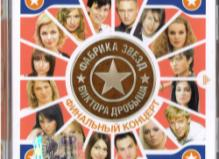 ФАБРИКА ЗВЕЗД
ВИКТОРА ДРОБЫША
ФИНАЛЬНЫЙ КОНЦЕРТ